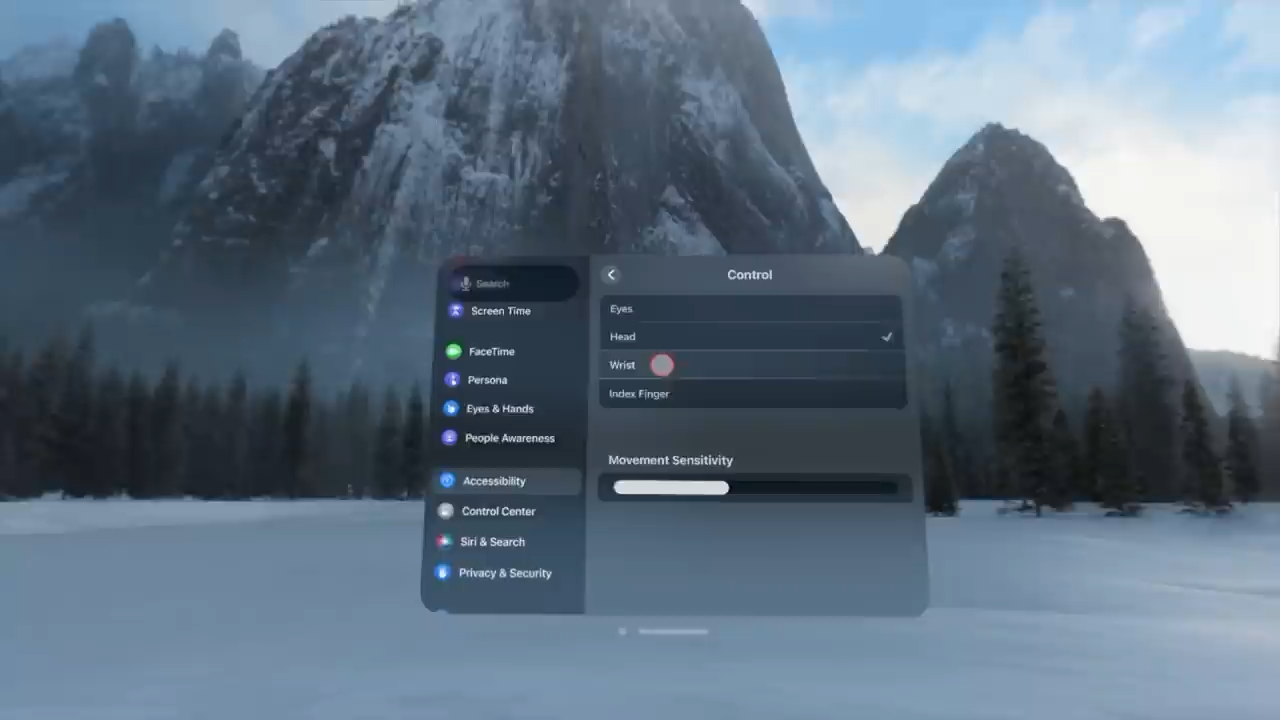 Search
Screen Time
FaceTime
Persona
Eyes & Hands
People Awareness
Accessibility
Control Center
Siri & Search
Privacy & Security
Control
Eyes
Head
Wrist
Index Finger
Movement Sensitivity